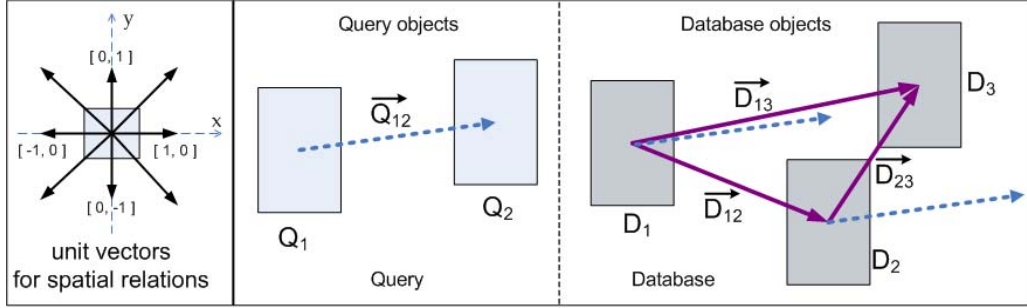 y
[ 0, 1 ]
x
[ -1, 0 ]
[ 1, 0 ]
[ 0, -1 ]
unit vectors
for spatial relations
Query objects
Q12
Q1
Q2
Query
Database objects
D13
D3
D23
D12
D1
D2
Database